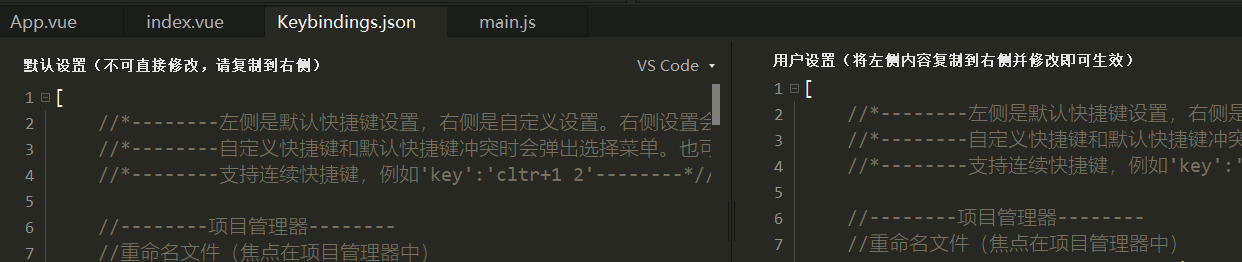 App.vue index.vue Keybindings.json main.js
默认设置（不可直接修改，请复制到右侧） VS Code
1 [
2 //*--------左侧是默认快捷键设置，右侧是自定义设置。右侧设置会
3 //*--------自定义快捷键和默认快捷键冲突时会弹出选择菜单。也可
4 //*--------支持连续快捷键，例如'key':'cltr+1 2'--------*//
5
6 //--------项目管理器--------
7 //重命名文件（焦点在项目管理器中）
用户设置（将左侧内容复制到右侧并修改即可生效）
1 [
2 //*--------左侧是默认快捷键设置，右侧是
3 //*--------自定义快捷键和默认快捷键冲突
4 //*--------支持连续快捷键，例如'key':'
5
6 //--------项目管理器--------
7 //重命名文件（焦点在项目管理器中）